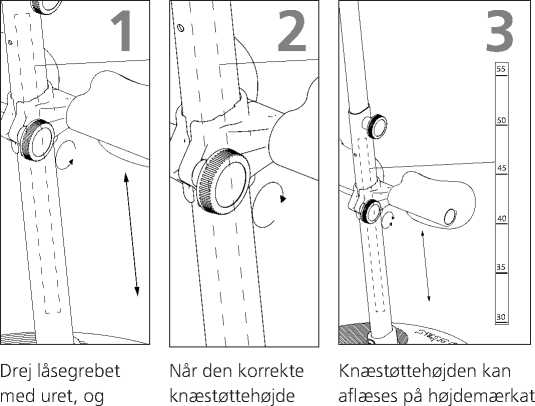 1
2
3
55
50
45
40
35
30
Drej låsegrebet
med uret, og
Når den korrekte
knæstøttehøjde
Knæstøttehøjden kan
aflæses på højdemærkat